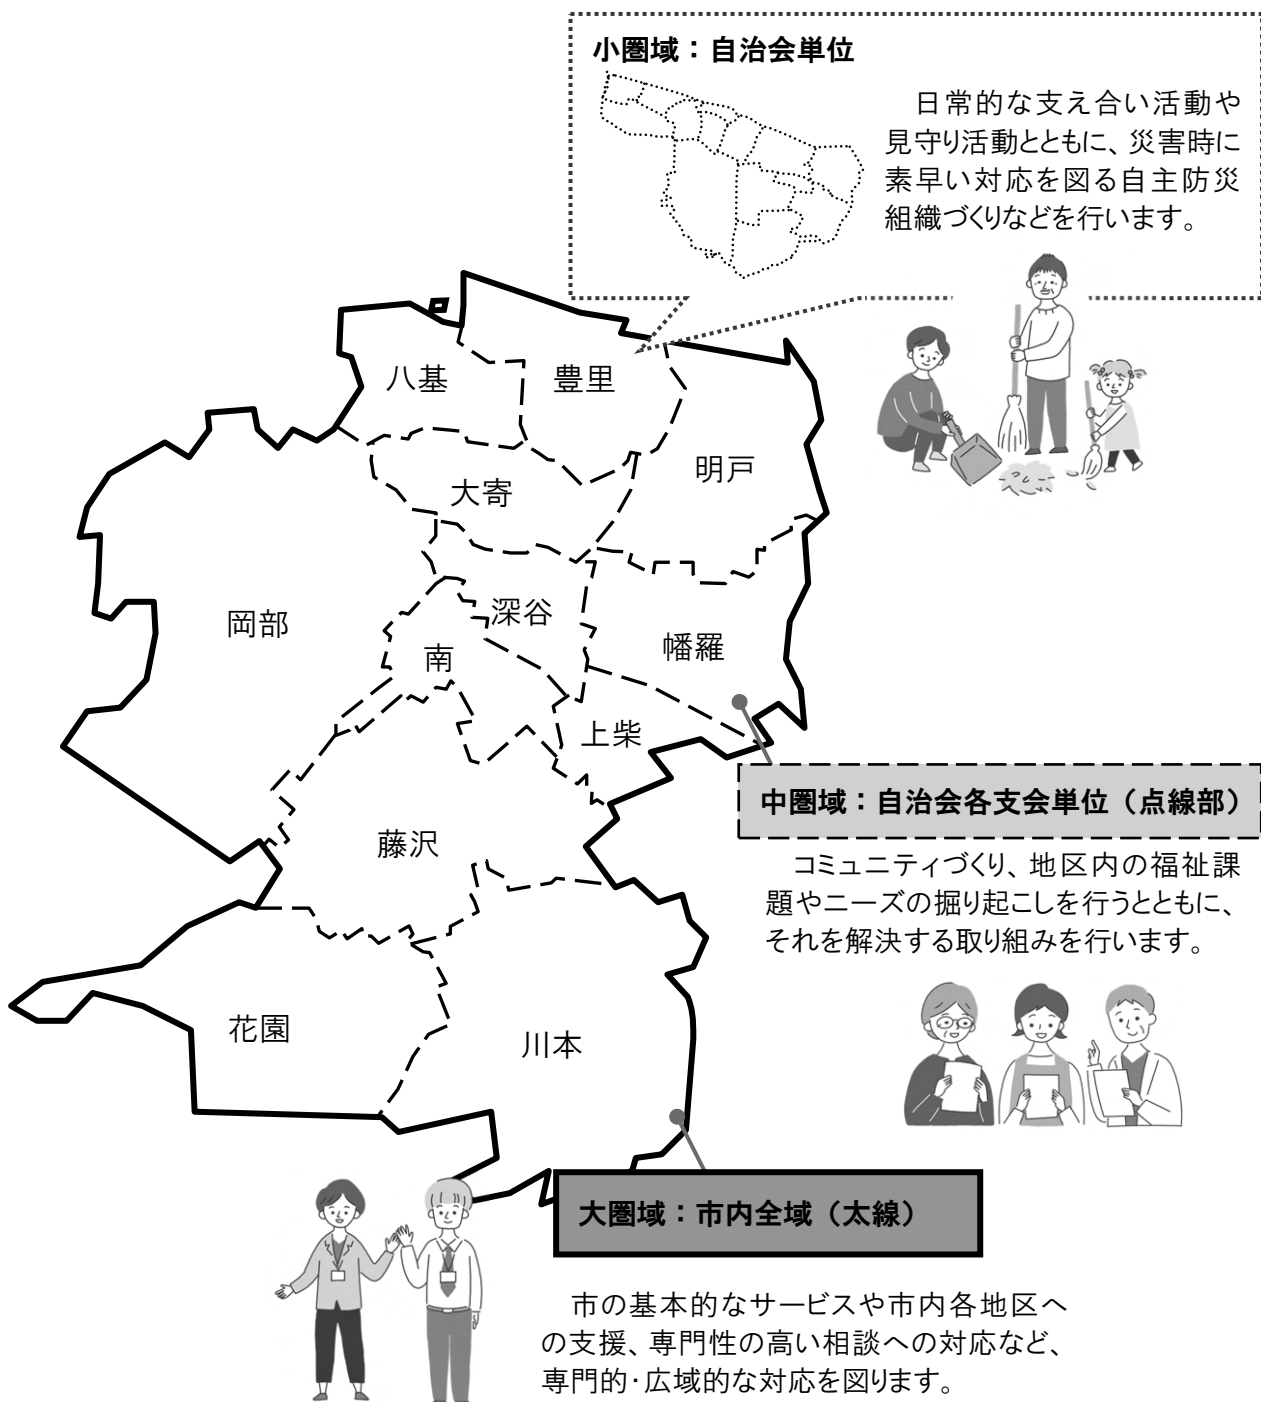 小圏域：自治会単位
日常的な支え合い活動や
見守り活動とともに、災害時に
素早い対応を図る自主防災
組織づくりなどを行います。
八基
豊里
明戸
大寄
深谷
岡部
南
幡羅
上柴
中圏域：自治会各支会単位（点線部）
藤沢
コミュニティづくり、地区内の福祉課
題やニーズの掘り起こしを行うとともに、
それを解決する取り組みを行います。
花園
川本
大圏域：市内全域（太線）
市の基本的なサービスや市内各地区へ
の支援、専門性の高い相談への対応など、
専門的･広域的な対応を図ります。